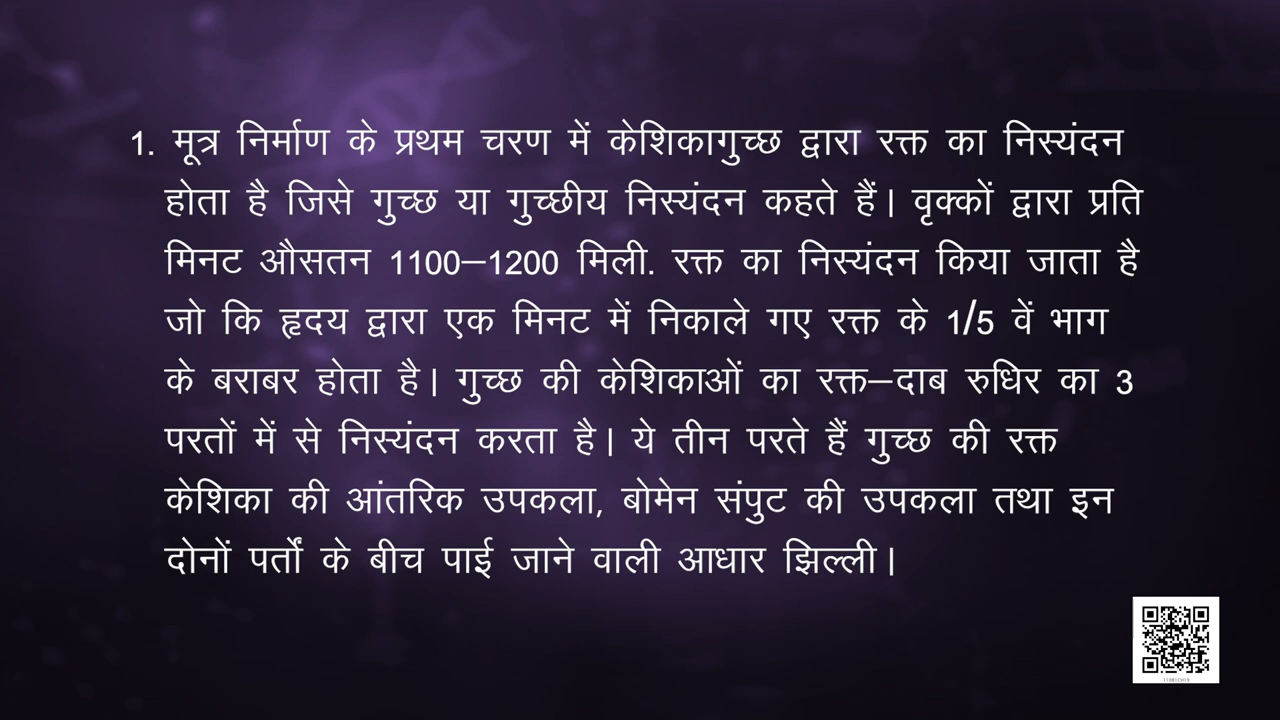 1. मूत्र निर्माण के प्रथम चरण में केशिकागुच्छ द्वारा रक्त का निस्यंदन
होता है जिसे गुच्छ या गुच्छीय निस्यंदन कहते हैं। वृक्कों द्वारा प्रति
मिनट औसतन 1100–1200 मिली. रक्त का निस्यंदन किया जाता है
जो कि हृदय द्वारा एक मिनट में निकाले गए रक्त के 1/5 वें भाग
के बराबर होता है। गुच्छ की केशिकाओं का रक्त–दाब रुधिर का 3
परतों में से निस्यंदन करता है। ये तीन परते हैं गुच्छ की रक्त
केशिका की आंतरिक उपकला, बोमेन संपुट की उपकला तथा इन
दोनों पर्तों के बीच पाई जाने वाली आधार झिल्ली।